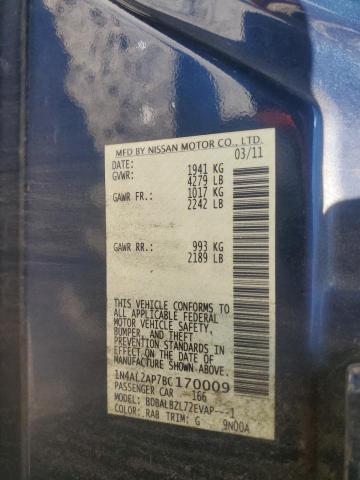 MFD BY NISSAN MOTOR CO., LTD.
DATE: 03/11
GVWR: 1941 KG
4279 LB
GAWR FR.: 1017 KG
2242 LB
GAWR RR.: 993 KG
2189 LB
THIS VEHICLE CONFORMS TO
ALL APPLICABLE FEDERAL
MOTOR VEHICLE SAFETY,
BUMPER, AND THEFT
PREVENTION STANDARDS IN
EFFECT ON THE DATE OF
MANUFACTURE SHOWN ABOVE.
1N4AL2AP7BC170009
PASSENGER CAR 166
MODEL: BDBALBZL72EVAP---1
COLOR: RAB TRIM: G 9N00A